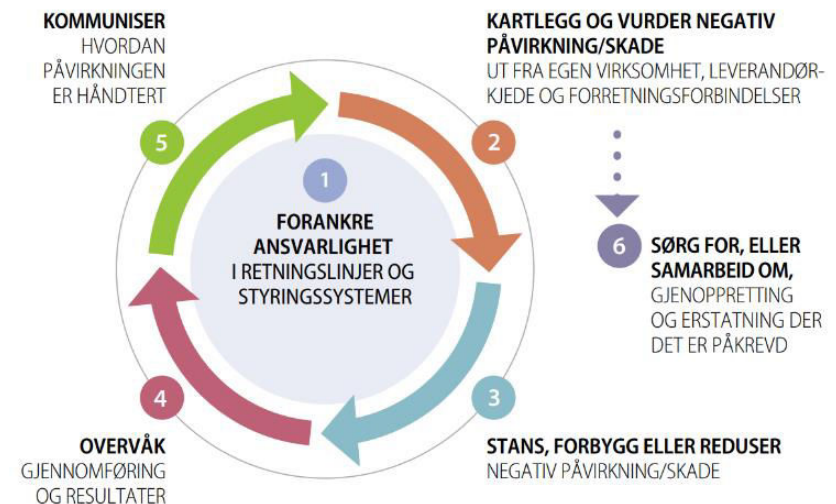 1
FORANKRE
ANSVARLIGHET
I RETNINGSLINJER OG
STYRINGSSYSTEMER
2
KARTLEGG OG VURDER NEGATIV
PÅVIRKNING/SKADE
UT FRA EGEN VIRKSOMHET, LEVERANDØR-
KJEDE OG FORRETNINGSFORBINDELSER
3
STANS, FORBYGG ELLER REDUSER
NEGATIV PÅVIRKNING/SKADE
4
OVERVÅK
GJENNOMFØRING
OG RESULTATER
5
KOMMUNISER
HVORDAN
PÅVIRKNINGEN
ER HÅNDTERT
6
SØRG FOR, ELLER
SAMARBEID OM,
GJENOPPRETTING
OG ERSTATNING DER
DET ER PÅKREVD